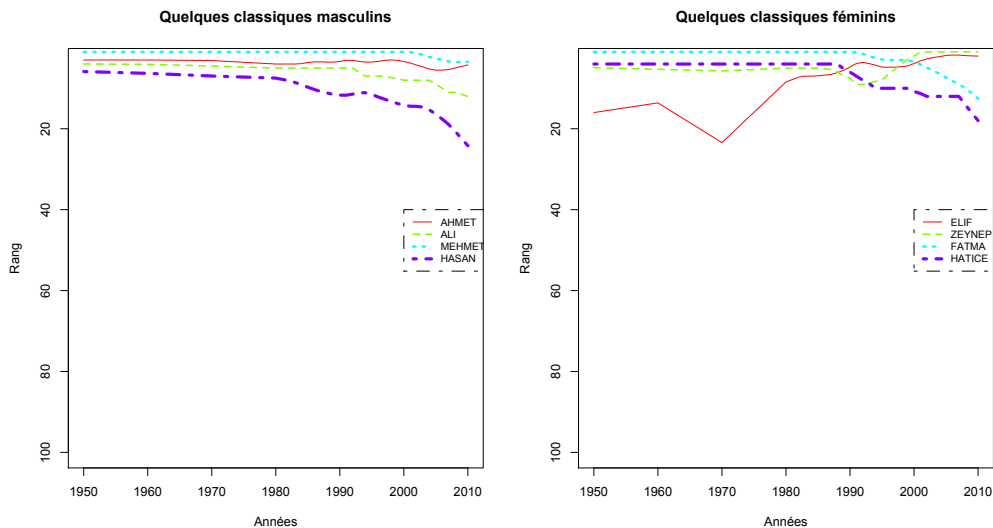 Quelques classiques masculins
Rang
20
40
60
80
100
AHMET
ALI
MEHMET
HASAN
1950 1960 1970 1980 1990 2000 2010
Années
Quelques classiques féminins
Rang
20
40
60
80
100
ELIF
ZEYNEP
FATMA
HATICE
1950 1960 1970 1980 1990 2000 2010
Années